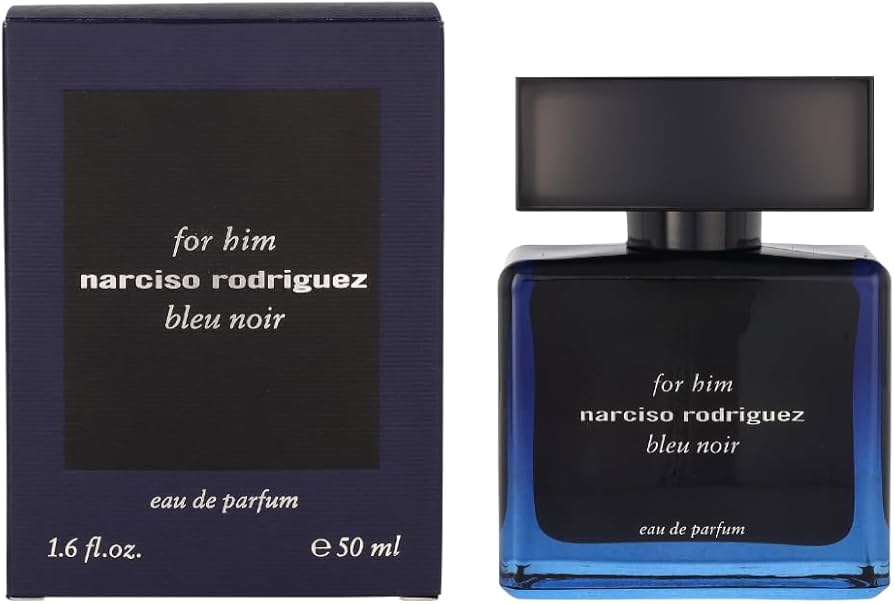 for him
narciso rodriguez
bleu noir
eau de parfum
1.6 fl.oz. ℮ 50 ml
for him
narciso rodriguez
bleu noir
eau de parfum